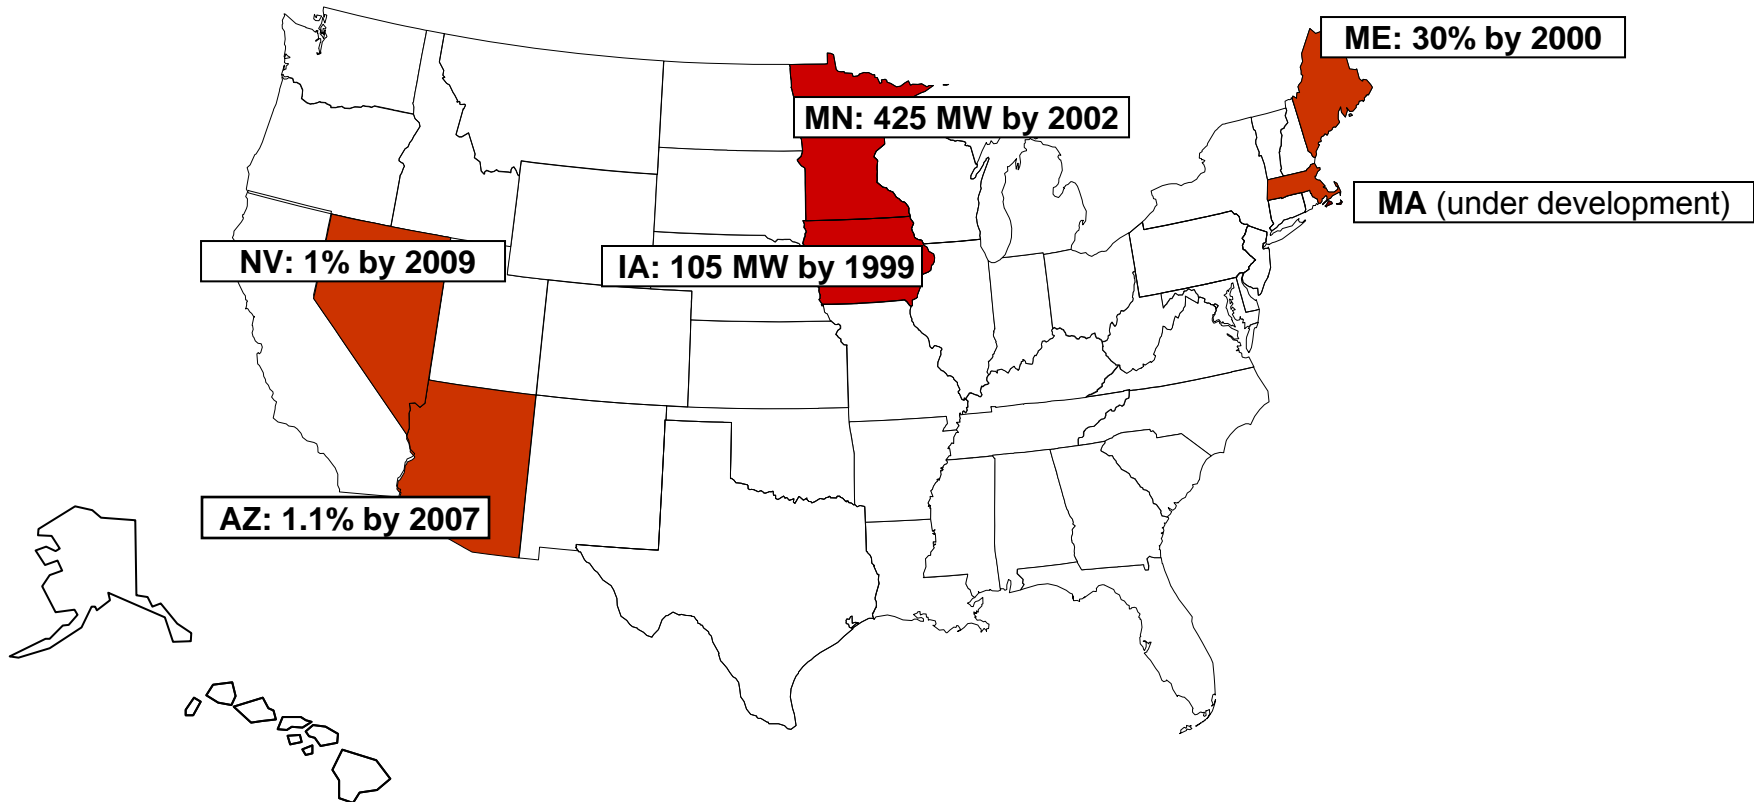 ME: 30% by 2000
MN: 425 MW by 2002
MA (under development)
NV: 1% by 2009
IA: 105 MW by 1999
AZ: 1.1% by 2007